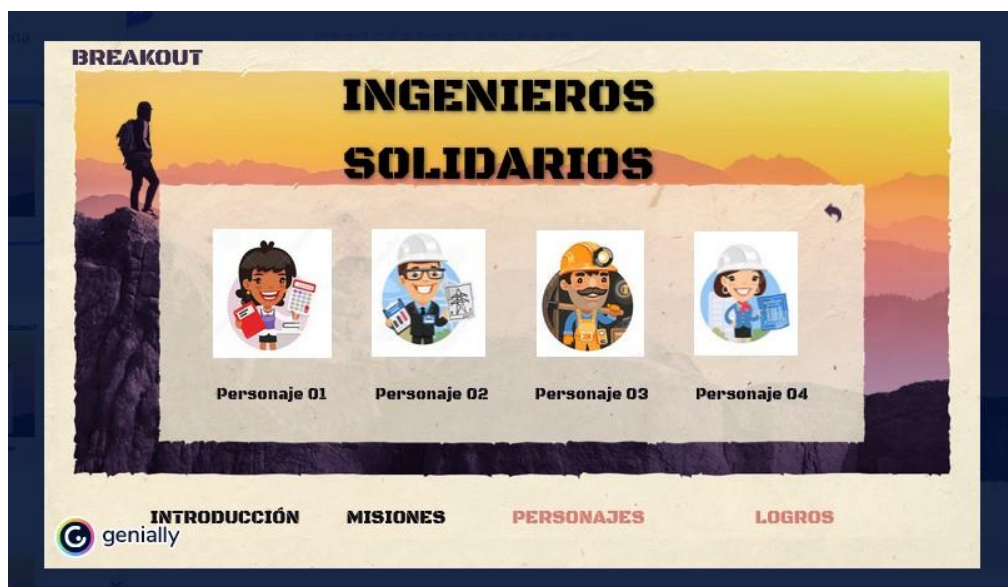 BREAKOUT
INGENIEROS
SOLIDARIOS
Personaje 01 Personaje 02 Personaje 03 Personaje 04
INTRODUCCIÓN MISIONES PERSONAJES LOGROS
genially